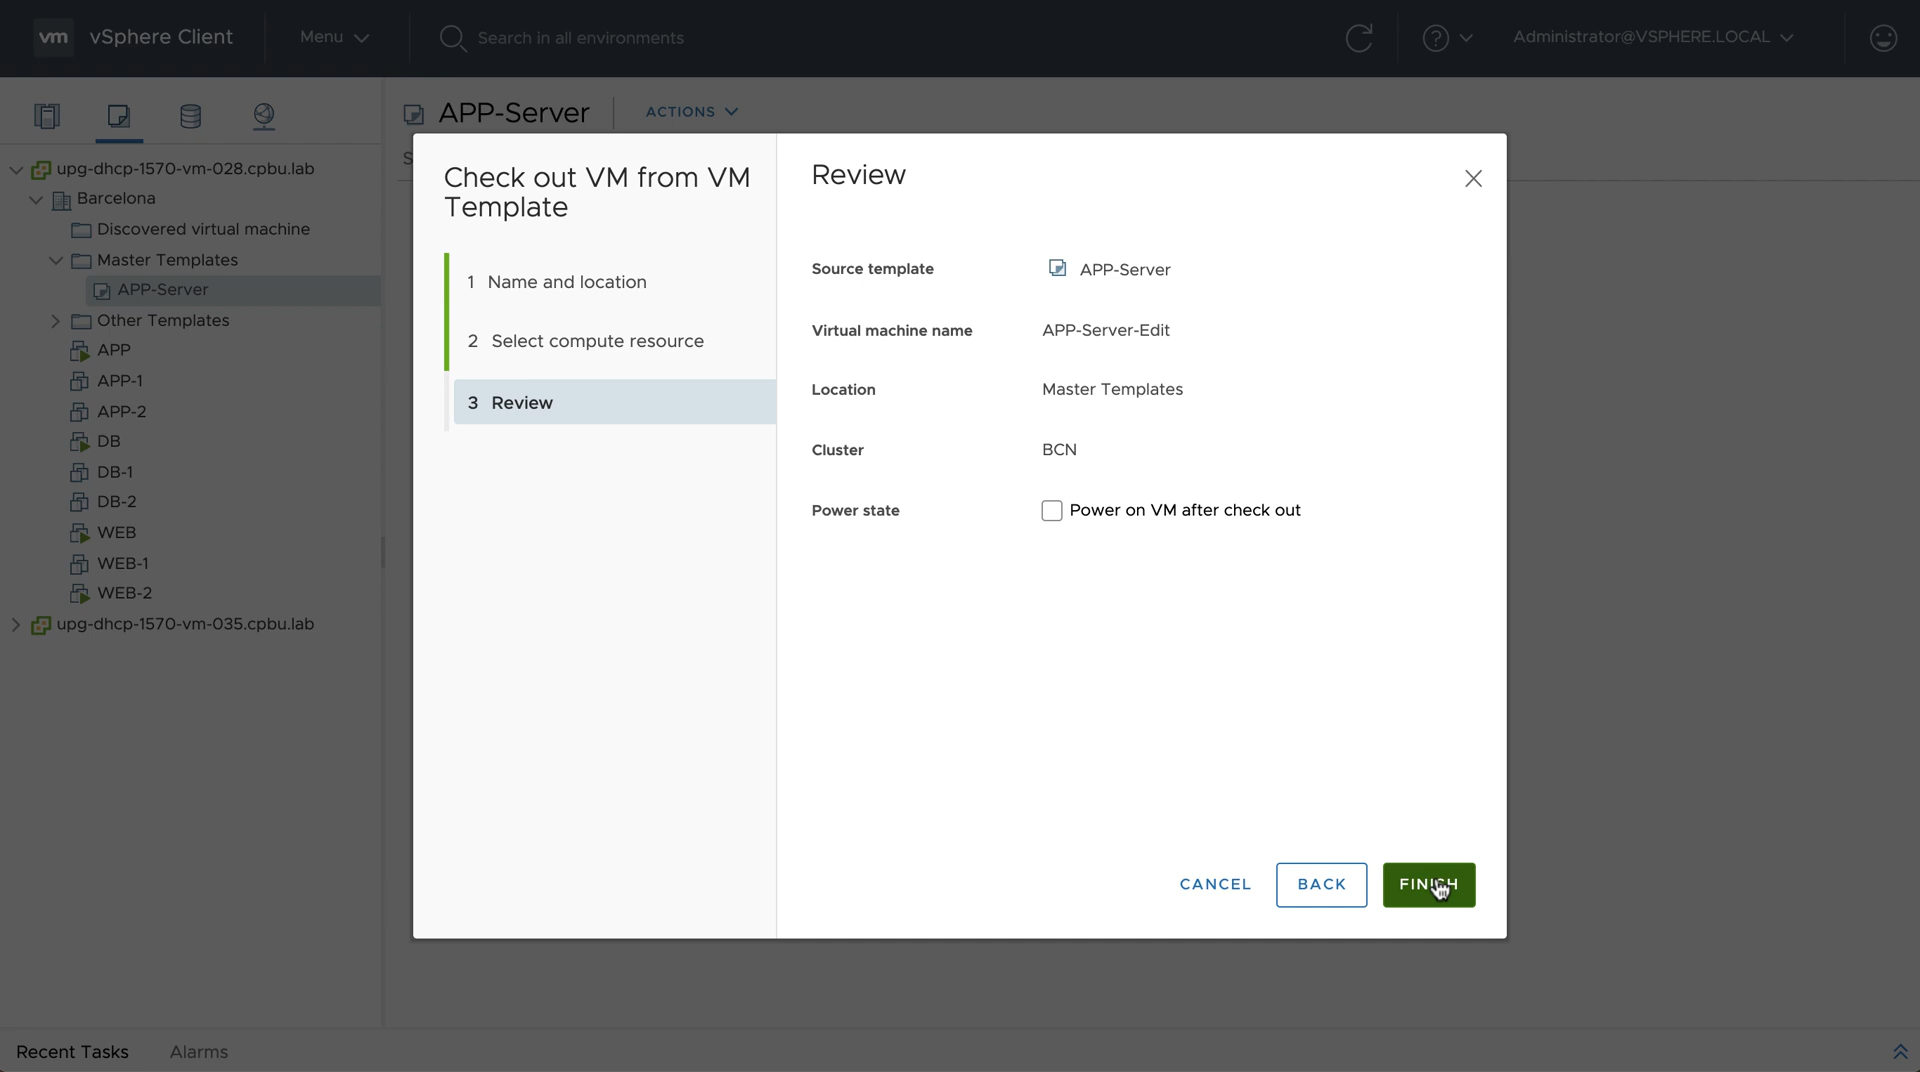 vm vSphere Client Menu Search in all environments Administrator@VSPHERE.LOCAL
APP-Server ACTIONS
upg-dhcp-1570-vm-028.cpbu.lab
Barcelona
Discovered virtual machine
Master Templates
APP-Server
Other Templates
APP
APP-1
APP-2
DB
DB-1
DB-2
WEB
WEB-1
WEB-2
upg-dhcp-1570-vm-035.cpbu.lab
S
Check out VM from VM
Template
1 Name and location
2 Select compute resource
3 Review
Review
Source template APP-Server
Virtual machine name APP-Server-Edit
Location Master Templates
Cluster BCN
Power state Power on VM after check out
CANCEL BACK FINISH
Recent Tasks Alarms